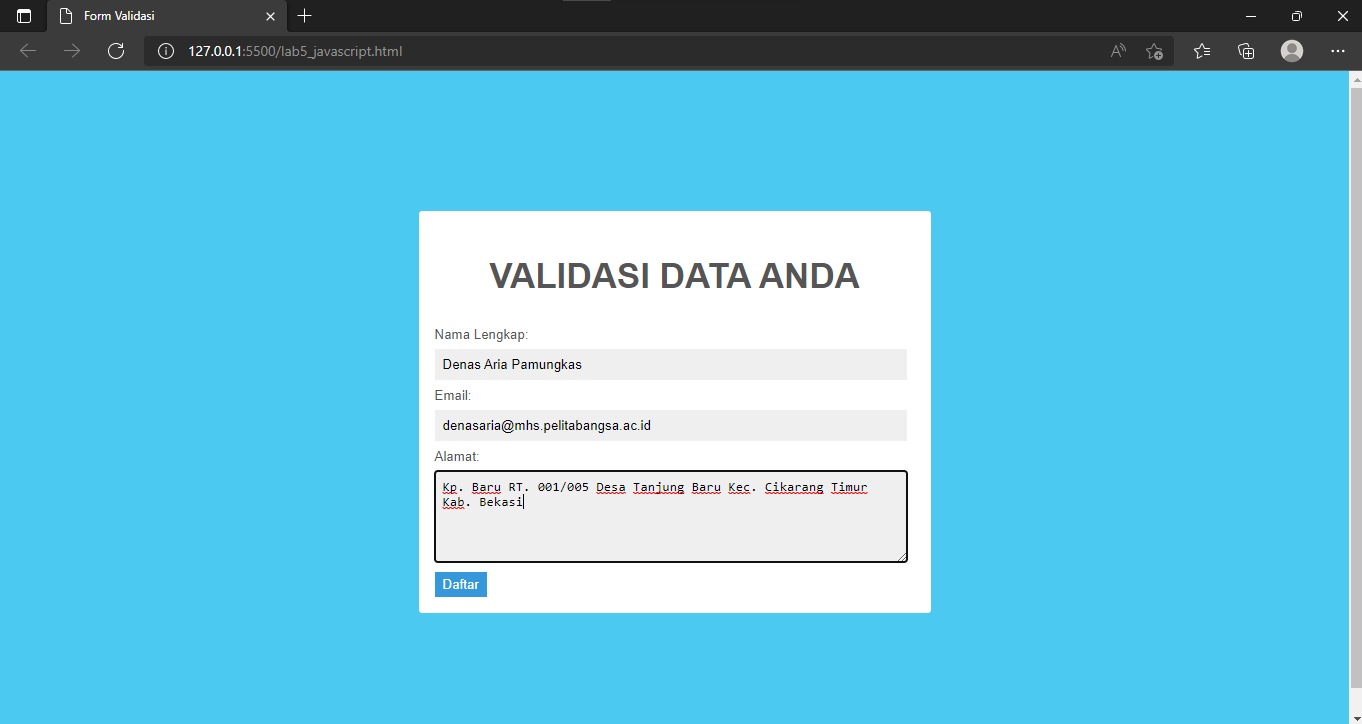 Form Validasi
127.0.0.1:5500/lab5_javascript.html
VALIDASI DATA ANDA
Nama Lengkap:
Denas Aria Pamungkas
Email:
denasaria@mhs.pelitabangsa.ac.id
Alamat:
Kp. Baru RT. 001/005 Desa Tanjung Baru Kec. Cikarang Timur
Kab. Bekasi
Daftar